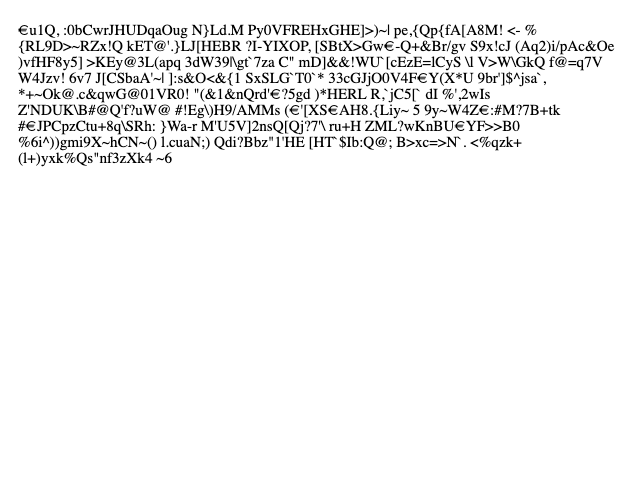 €u1Q, :0bCwrJHUDqaOug N}Ld.M Py0VFREHxGHE]>)~| pe,{Qp{fA[A8M! <- %
{RL9D>~RZx!Q kET@'.}LJ[HEBR ?I-YIXOP, [SBtX>Gw€-Q+&Br/gv S9x!cJ (Aq2)i/pAc&Oe
)vfHF8y5] >KEy@3L(apq 3dW39|\gt`7za C" mD]&&!WU`[cEzE=lCyS \l V>W\GkQ f@=q7V
W4Jzv! 6v7 J[CSbaA'~| ]:s&O<&{1 SxSLG`T0`* 33cGJjO0V4F€Y(X*U 9br']$^jsa`,
*+~Ok@.c&qwG@01VR0! "(&1&nQrd'€?5gd )*HERL R,`jC5[` dI %',2wIs
Z'NDUK\B#@Q'f?uW@ #!Eg\)H9/AMMs (€'[XS€AH8.{Liy~ 5 9y~W4Z€:#M?7B+tk
#€JPCpzCtu+8q\SRh: }Wa-r M'U5V]2nsQ[Qj?7'\ ru+H ZML?wKnBU€YF>>B0
%6i^))gmi9X~hCN~() l.cuaN;) Qdi?Bbz"1'HE [HT`$Ib:Q@; B>xc=>N` . <%qzk+
(l+)yxk%Qs"nf3zXk4 ~6